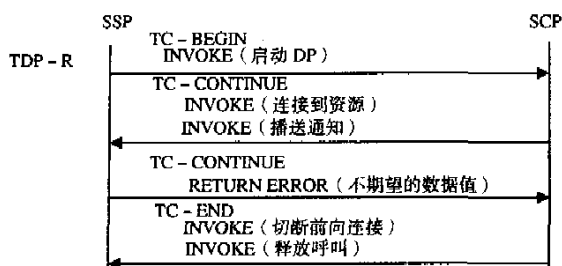 SSP SCP
TC – BEGIN
TDP – R INVOKE（启动 DP）
TC – CONTINUE
INVOKE（连接到资源）
INVOKE（播送通知）
TC – CONTINUE
RETURN ERROR（不期望的数据值）
TC – END
INVOKE（切断前向连接）
INVOKE（释放呼叫）